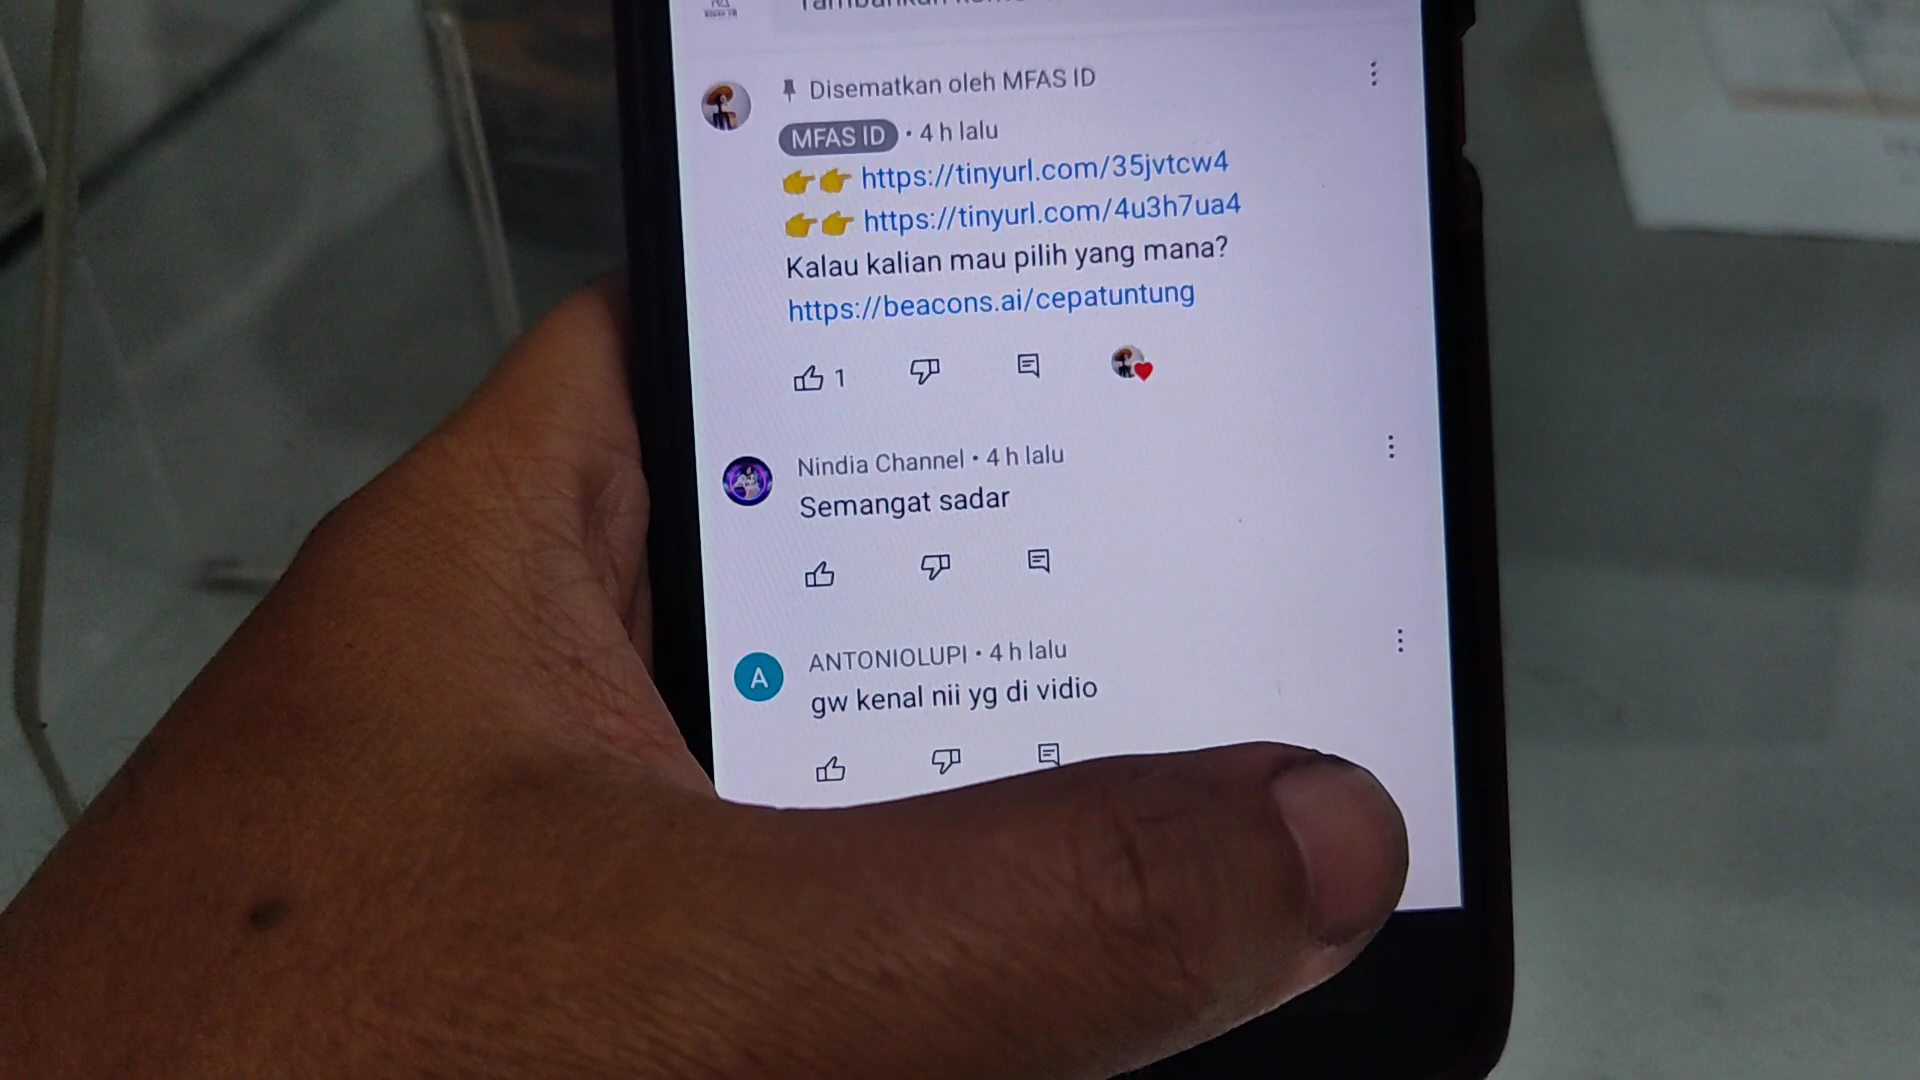 Disematkan oleh MFAS ID
MFAS ID • 4 h lalu
👉👉 https://tinyurl.com/35jvtcw4
👉👉 https://tinyurl.com/4u3h7ua4
Kalau kalian mau pilih yang mana?
https://beacons.ai/cepatuntung
1
Nindia Channel • 4 h lalu
Semangat sadar
A
ANTONIOLUPI • 4 h lalu
gw kenal nii yg di vidio